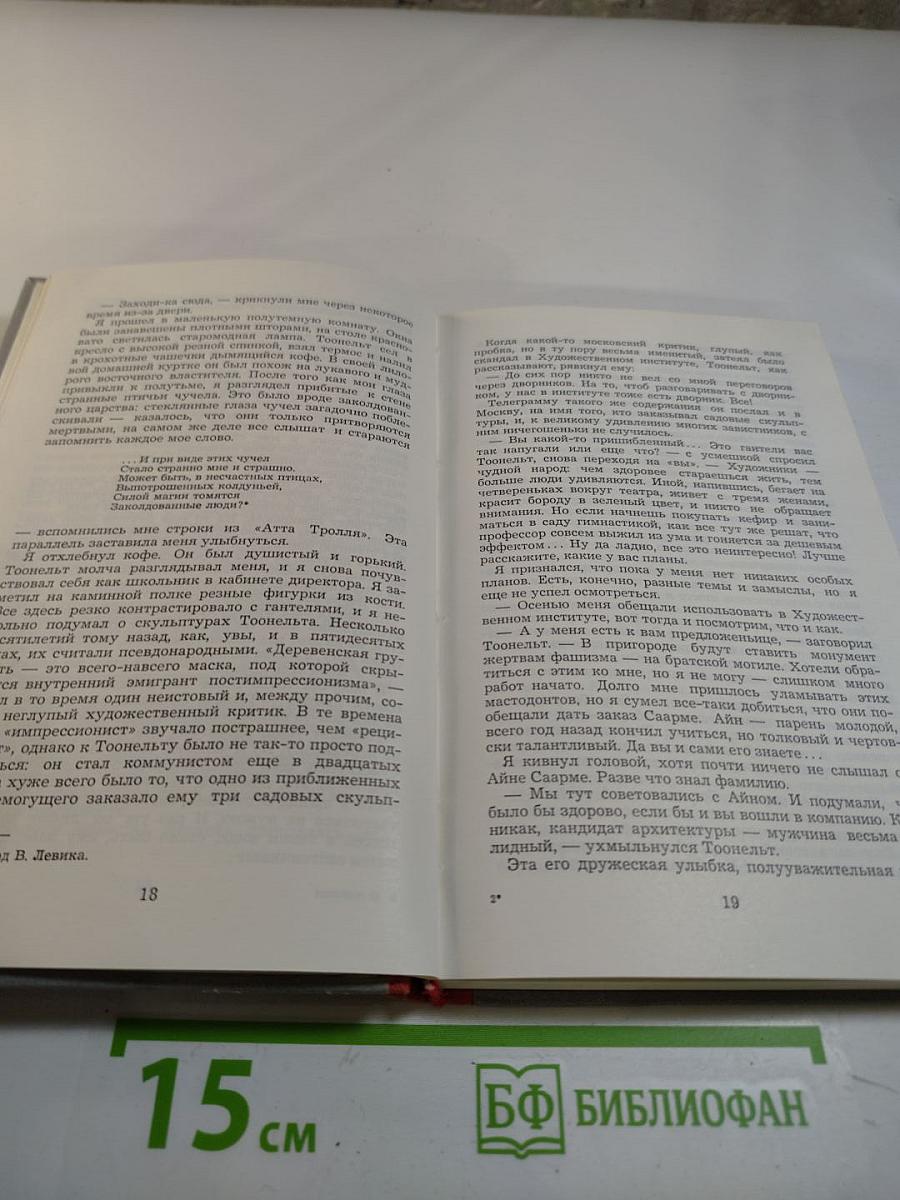 — Заходи-ка сюда, — крикнули мне через некоторое
время из-за двери.
Я прошел в маленькую полутемную комнату. Окна
были занавешены плотными шторами, на столе красно-
вато светилась старомодная лампа. Тоонельт сел в
кресло с высокой резной спинкой, взял термос и налил
в крохотные чашечки дымящийся кофе. В своей лило-
вой домашней куртке он был похож на лукавого и муд-
рого восточного властителя. После того как мои глаза
привыкли к полутьме, я разглядел прибитые к стене
странные птичьи чучела. Это было вроде заколдован-
ного царства: стеклянные глаза чучел загадочно побле-
скивали — казалось, что они только притворяются
мертвыми, на самом же деле все слышат и стараются
запомнить каждое мое слово.
...И при виде этих чучел
Стало странно мне и страшно.
Может быть, в несчастных птицах,
Выпотрошенных колдуньей,
Силой магии томятся
Заколдованные люди?*
— вспомнились мне строки из «Атта Тролля». Эта
параллель заставила меня улыбнуться.
Я отхлебнул кофе. Он был душистый и горький.
Тоонельт молча разглядывал меня, и я снова почув-
ствовал себя как школьник в кабинете директора. Я за-
метил на каминной полке резные фигурки из кости.
Все здесь резко контрастировало с гантелями, и я не-
ольно подумал о скульптурах Тоонельта. Несколько
сятилетий тому назад, как, увы, и в пятидесятых
ах, их считали псевдонародными. «Деревенская гру-
ть — это всего-навсего маска, под которой скры-
тся внутренний эмигрант постимпрессионизма», —
л в то время один неистовый и, между прочим, со-
неглупый художественный критик. В те времена
«импрессионист» звучало пострашнее, чем «реци-
т», однако к Тоонельту было не так-то просто под-
ься: он стал коммунистом еще в двадцатых
хуже всего было то, что одно из приближенных
емогущего заказало ему три садовых скульп-
д В. Левика.
18
Когда какой-то московский критик, глупый, как
пробка, но в ту пору весьма именитый, затеял было
скандал в Художественном институте, Тоонельт, как
рассказывают, рявкнул ему:
— До сих пор никто не вел со мной переговоров
через дворников. На то, чтоб разговаривать с дворни-
ком, у нас в институте тоже есть дворник. Все!
Телеграмму такого же содержания он послал и в
Москву, на имя того, кто заказывал садовые скульп-
туры, и, к великому удивлению многих завистников, с
ним ничегошеньки не случилось.
— Вы какой-то пришибленный... Это гантели вас
так напугали или еще что? — с усмешкой спросил
Тоонельт, снова переходя на «вы». — Художники —
чудной народ: чем здоровее стараешься жить, тем
больше люди удивляются. Иной, напившись, бегает на
четвереньках вокруг театра, живет с тремя женами,
красит бороду в зеленый цвет, и никто не обращает
внимания. Но если начнешь покупать кефир и зани-
маться в саду гимнастикой, как все тут же решат, что
профессор совсем выжил из ума и гоняется за дешевым
эффектом... Ну да ладно, все это неинтересно! Лучше
расскажите, какие у вас планы.
Я признался, что пока у меня нет никаких особых
планов. Есть, конечно, разные темы и замыслы, но я
еще не успел осмотреться.
— Осенью меня обещали использовать в Художест-
венном институте, вот тогда и посмотрим, что и как.
— А у меня есть к вам предложеньице, — заговорил
Тоонельт. — В пригороде будут ставить монумент
жертвам фашизма — на братской могиле. Хотели обра-
титься с этим ко мне, но я не могу — слишком много
работ начато. Долго мне пришлось уламывать этих
мастодонтов, но я сумел все-таки добиться, что они по-
обещали дать заказ Саарме. Айн — парень молодой,
всего год назад кончил учиться, но толковый и чертов-
ски талантливый. Да вы и сами его знаете...
Я кивнул головой, хотя почти ничего не слышал о
Айне Саарме. Разве что знал фамилию.
— Мы тут советовались с Айном. И подумали, ч
было бы здорово, если бы и вы вошли в компанию. К
никак, кандидат архитектуры — мужчина весьма
лидный, — ухмыльнулся Тоонельт.
Эта его дружеская улыбка, полууважительная
2*
19
15 см
БФ БИБЛИОФАН